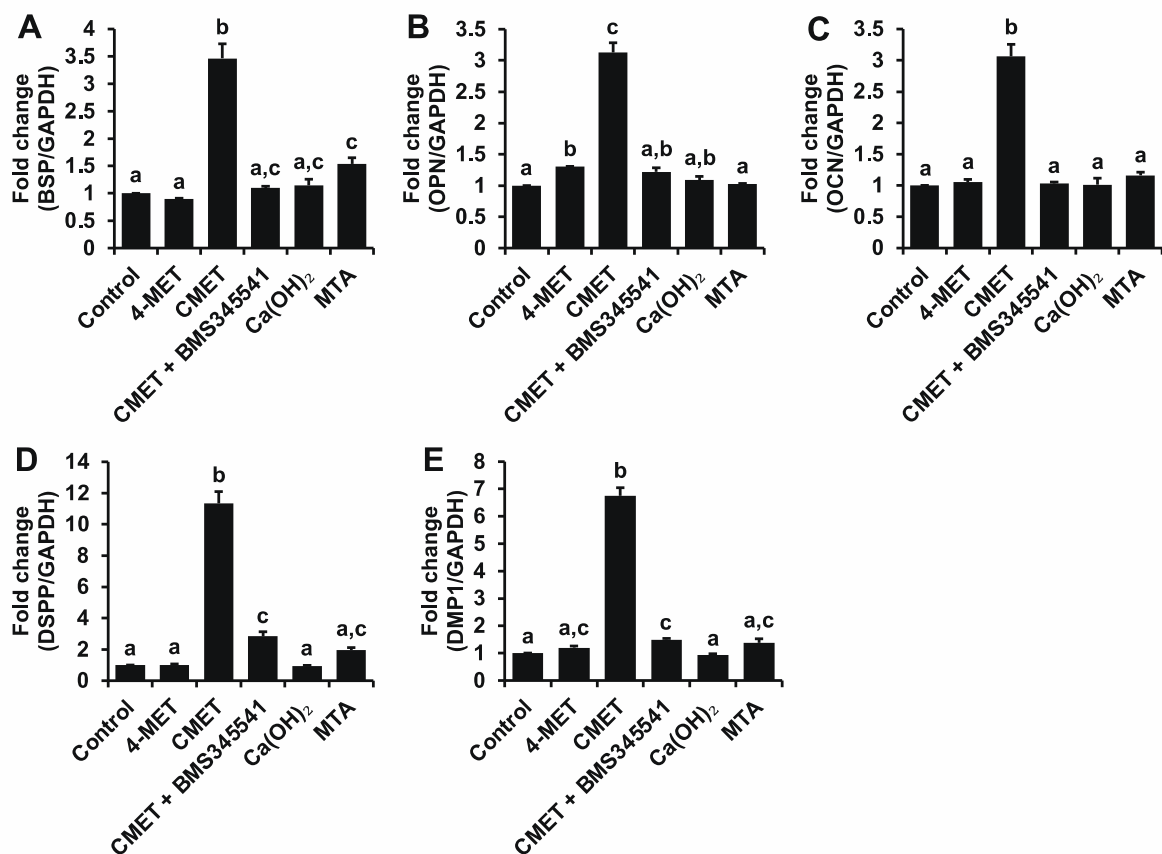 A
Fold change
(BSP/GAPDH)
4
3.5
3
2.5
2
1.5
1
0.5
0
a
a
b
a,c
a,c
c
Control
4-MET
CMET
CMET + BMS345541
Ca(OH)₂
MTA
B
Fold change
(OPN/GAPDH)
3.5
3
2.5
2
1.5
1
0.5
0
a
b
c
a,b
a,b
a
Control
4-MET
CMET
CMET + BMS345541
Ca(OH)₂
MTA
C
Fold change
(OCN/GAPDH)
3.5
3
2.5
2
1.5
1
0.5
0
a
a
b
a
a
a
Control
4-MET
CMET
CMET + BMS345541
Ca(OH)₂
MTA
D
Fold change
(DSPP/GAPDH)
14
12
10
8
6
4
2
0
a
a
b
c
a
a,c
Control
4-MET
CMET
CMET + BMS345541
Ca(OH)₂
MTA
E
Fold change
(DMP1/GAPDH)
8
7
6
5
4
3
2
1
0
a
a,c
b
c
a
a,c
Control
4-MET
CMET
CMET + BMS345541
Ca(OH)₂
MTA